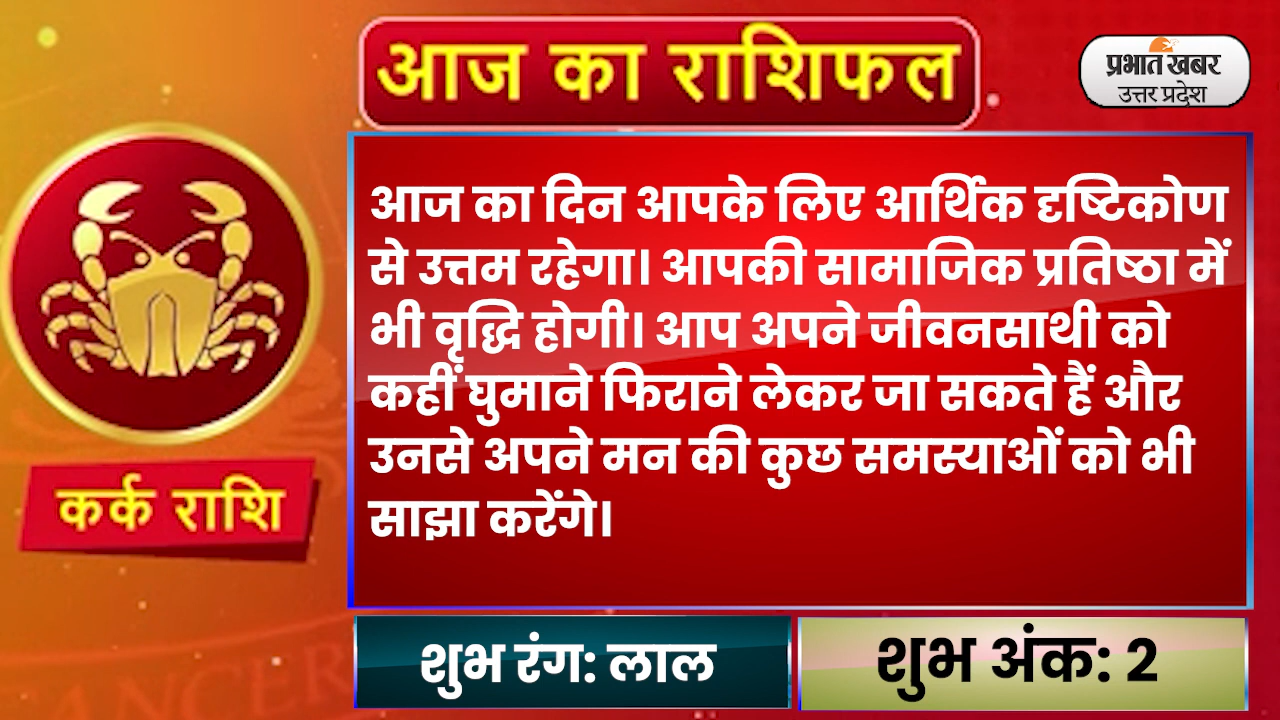 आज का राशिफल
प्रभात खबर
उत्तर प्रदेश
आज का दिन आपके लिए आर्थिक दृष्टिकोण
से उत्तम रहेगा। आपकी सामाजिक प्रतिष्ठा में
भी वृद्धि होगी। आप अपने जीवनसाथी को
कहीं घुमाने फिराने लेकर जा सकते हैं और
उनसे अपने मन की कुछ समस्याओं को भी
साझा करेंगे।
कर्क राशि
शुभ रंग: लाल
शुभ अंक: 2
CANCER